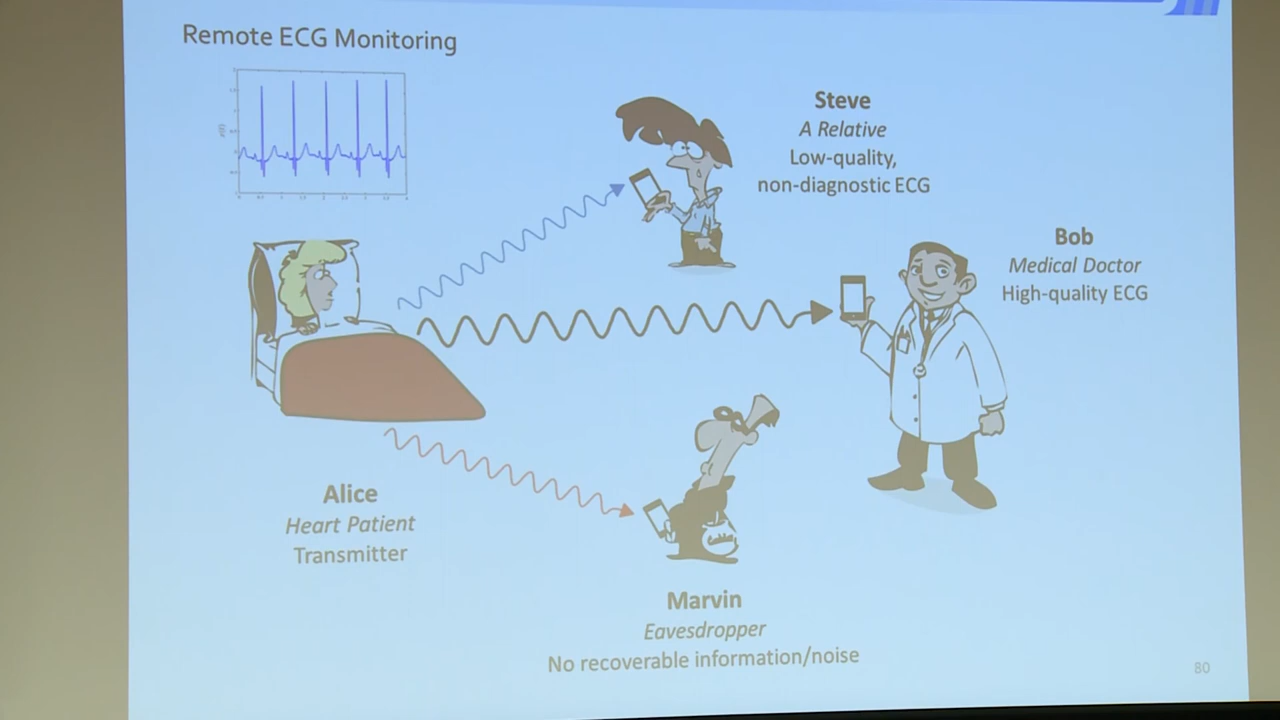 Remote ECG Monitoring
Steve
A Relative
Low-quality,
non-diagnostic ECG
Bob
Medical Doctor
High-quality ECG
Alice
Heart Patient
Transmitter
Marvin
Eavesdropper
No recoverable information/noise
80